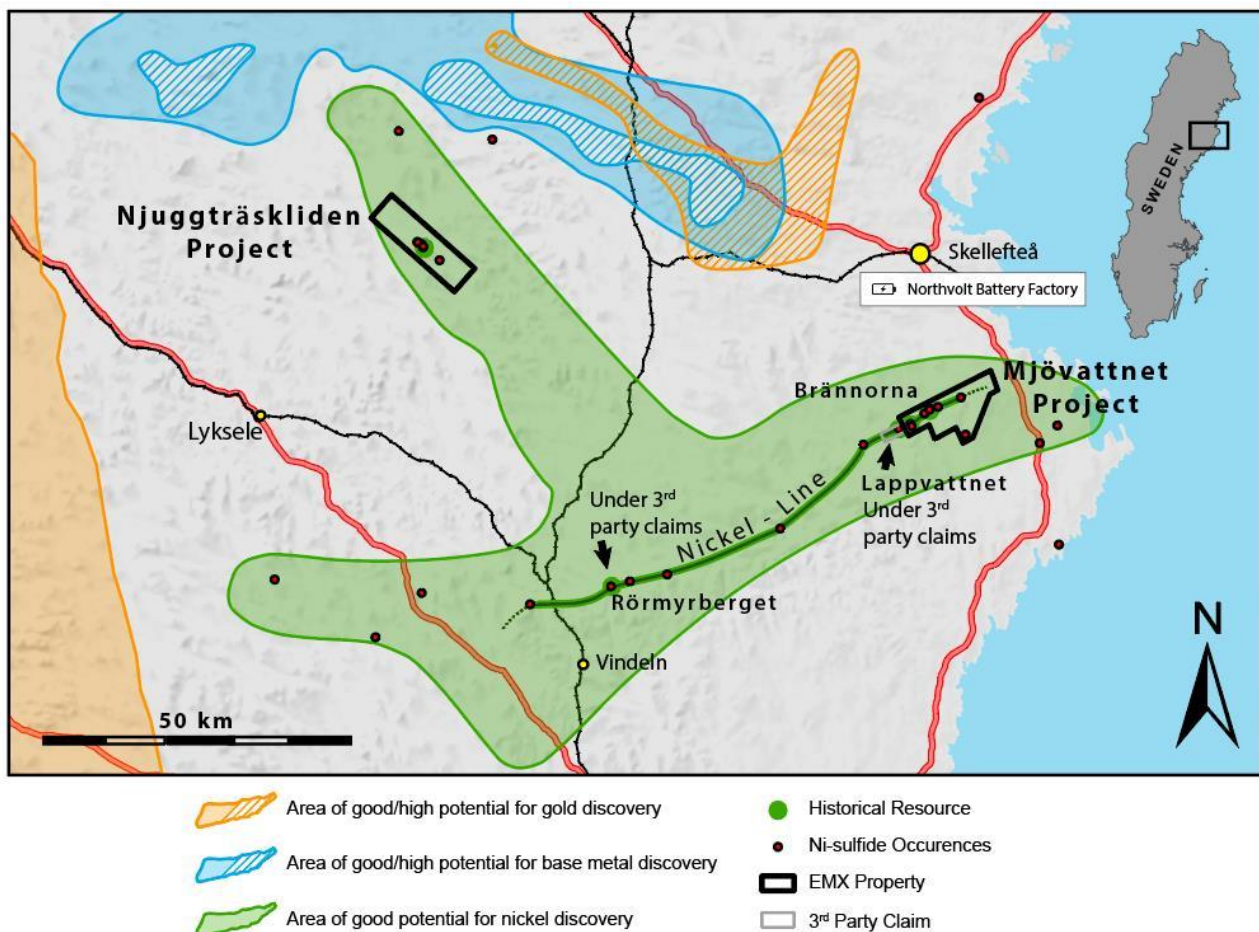 Njuggträskliden
Project
SWEDEN
Skellefteå
Northvolt Battery Factory
Mjövattnet
Project
Brännorna
Lyksele
Lappvattnet
Under 3rd
party claims
Under 3rd
party claims
Nickel - Line
Rörmyrberget
Vindeln
N
50 km
Area of good/high potential for gold discovery
Historical Resource
Area of good/high potential for base metal discovery
Ni-sulfide Occurences
EMX Property
Area of good potential for nickel discovery
3rd Party Claim